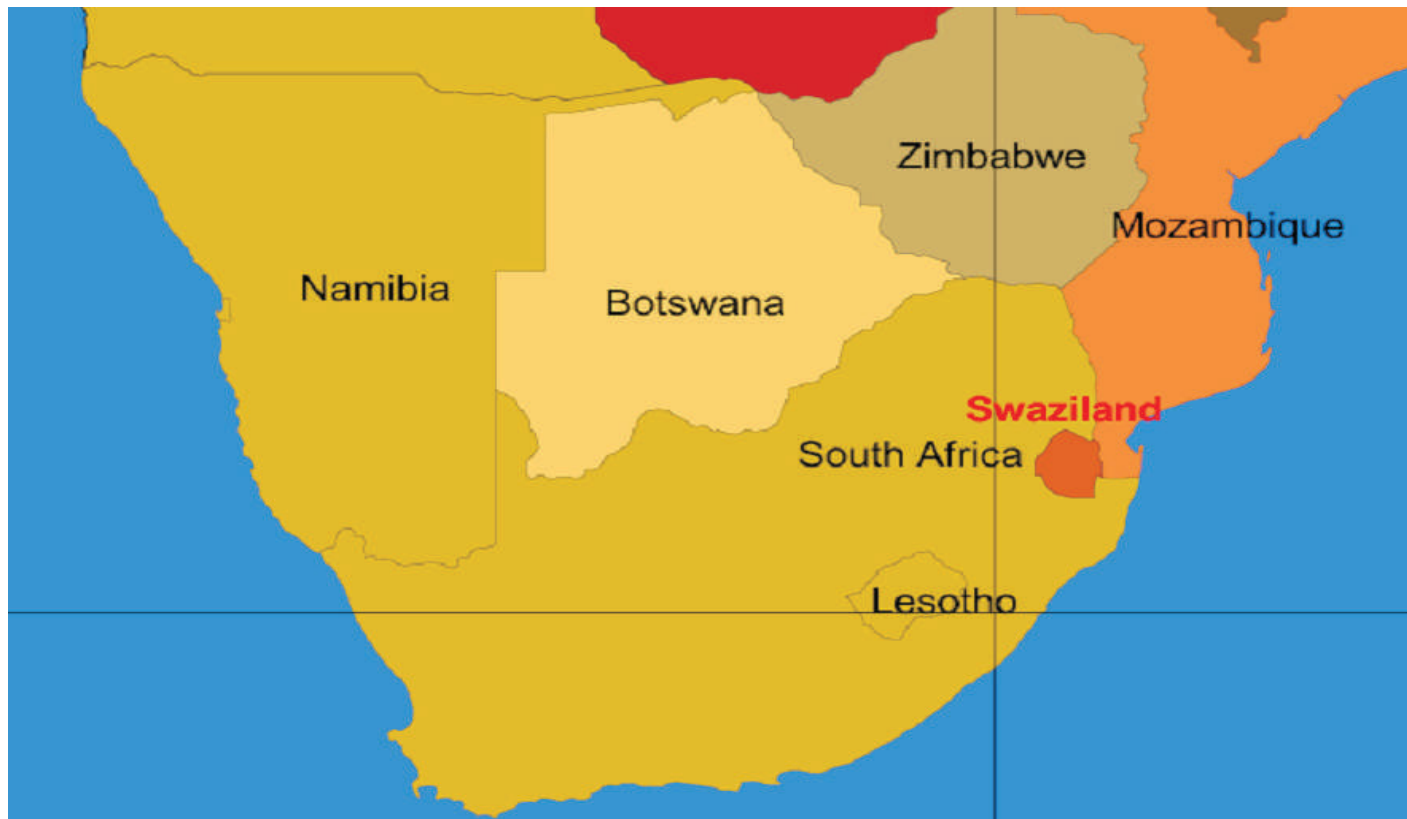 Zimbabwe
Mozambique
Namibia
Botswana
Swaziland
South Africa
Lesotho